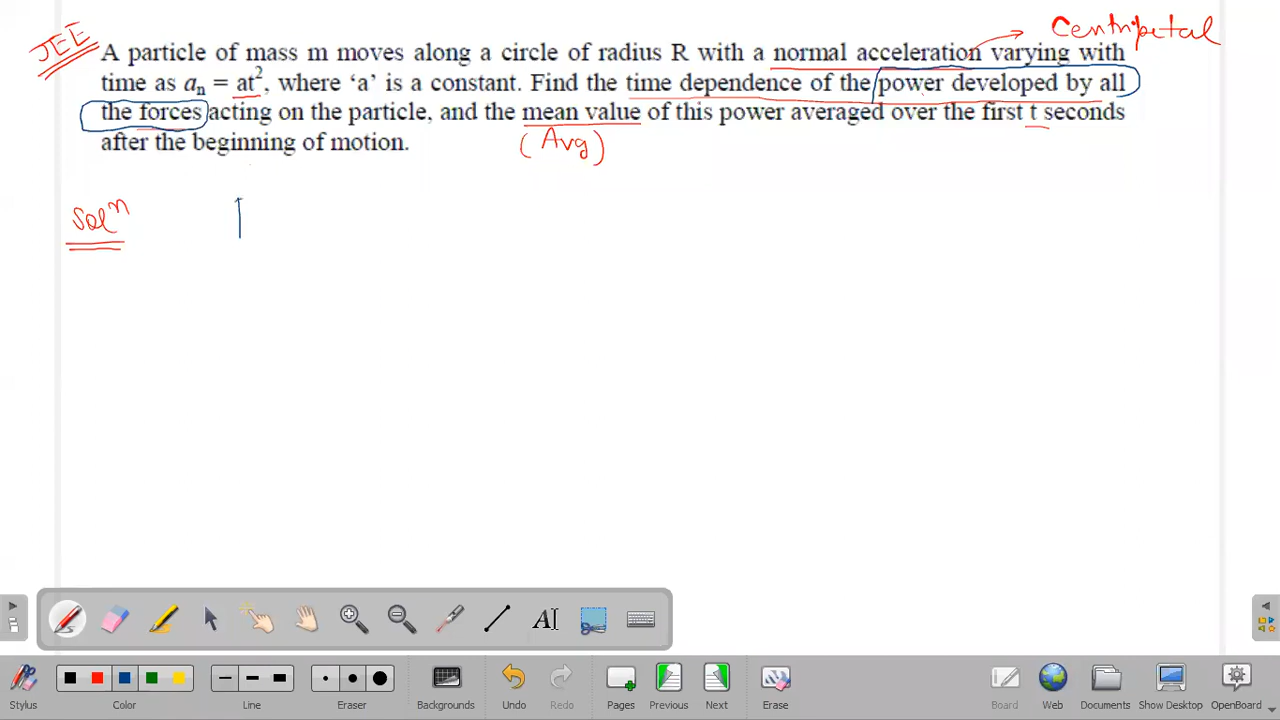 JEE
Centripetal
A particle of mass m moves along a circle of radius R with a normal acceleration varying with
time as aₙ = at², where ‘a’ is a constant. Find the time dependence of the power developed by all
the forces acting on the particle, and the mean value of this power averaged over the first t seconds
after the beginning of motion.
(Avg)
Solⁿ
Stylus
Color
Line
Eraser
Backgrounds
Undo
Redo
Pages
Previous
Next
Erase
Board
Web
Documents
Show Desktop
OpenBoard